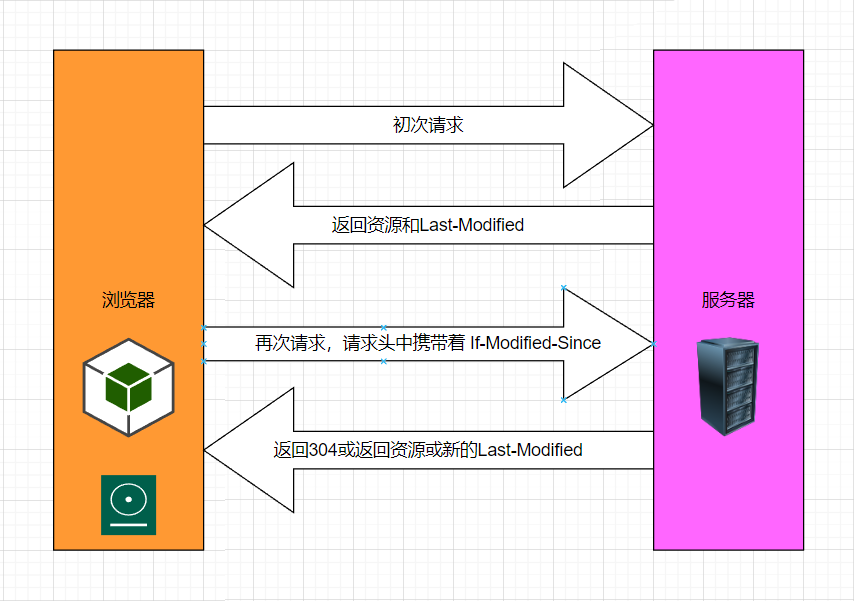 初次请求
返回资源和Last-Modified
浏览器
服务器
再次请求，请求头中携带着 If-Modified-Since
返回304或返回资源或新的Last-Modified